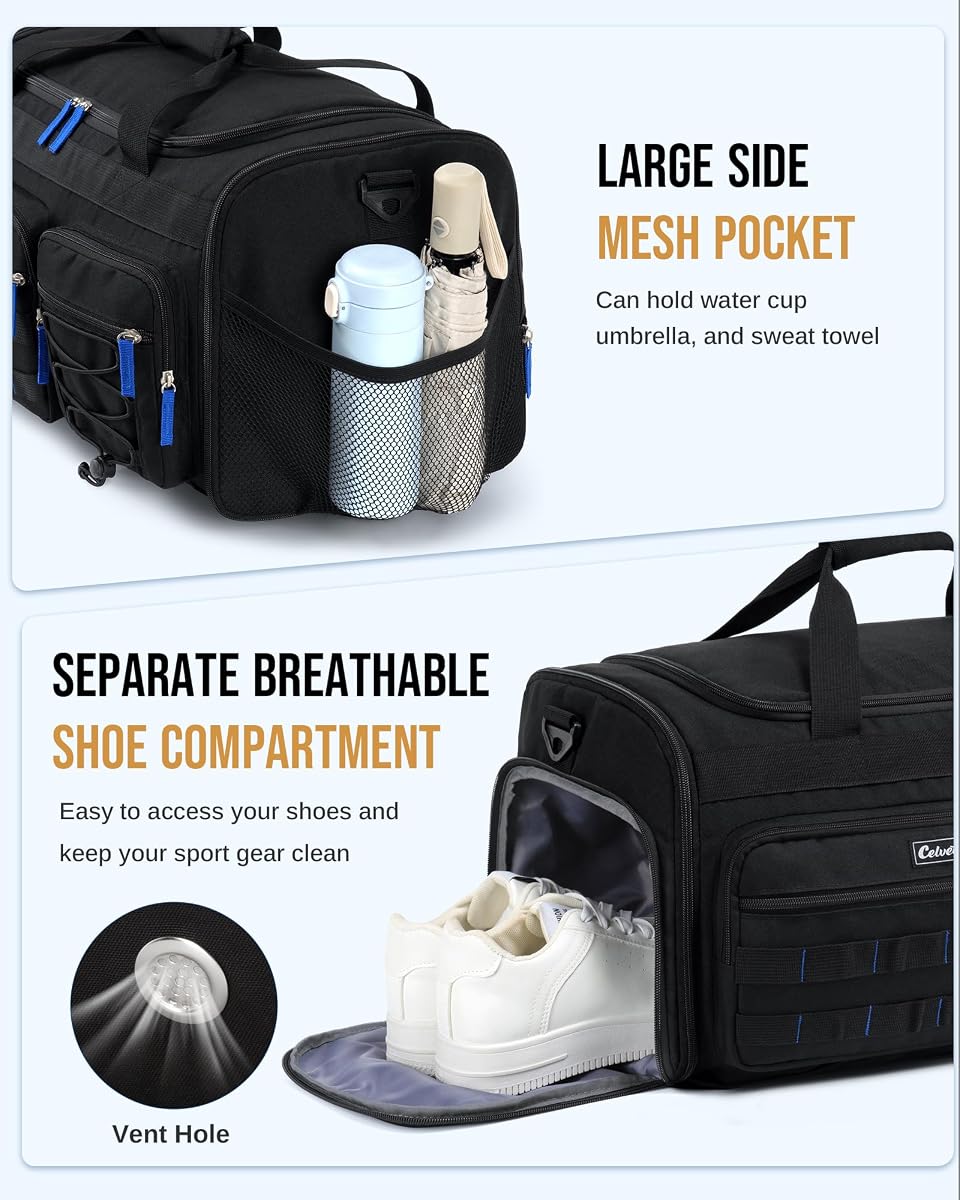 LARGE SIDE
MESH POCKET
Can hold water cup
umbrella, and sweat towel
SEPARATE BREATHABLE
SHOE COMPARTMENT
Easy to access your shoes and
keep your sport gear clean
Vent Hole